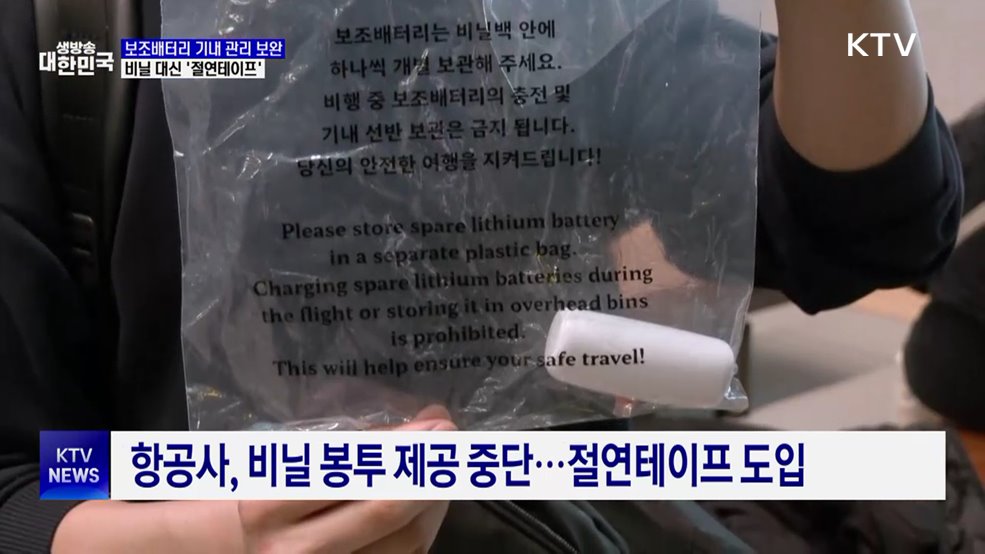 생방송
대한민국
보조배터리 기내 관리 보완
비닐 대신 '절연테이프'
KTV
보조배터리는 비닐백 안에
하나씩 개별 보관해 주세요.
비행 중 보조배터리의 충전 및
기내 선반 보관은 금지 됩니다.
당신의 안전한 여행을 지켜드립니다!
Please store spare lithium battery
in a separate plastic bag.
Charging spare lithium batteries during
the flight or storing it in overhead bins
is prohibited.
This will help ensure your safe travel!
KTV
NEWS
항공사, 비닐 봉투 제공 중단…절연테이프 도입